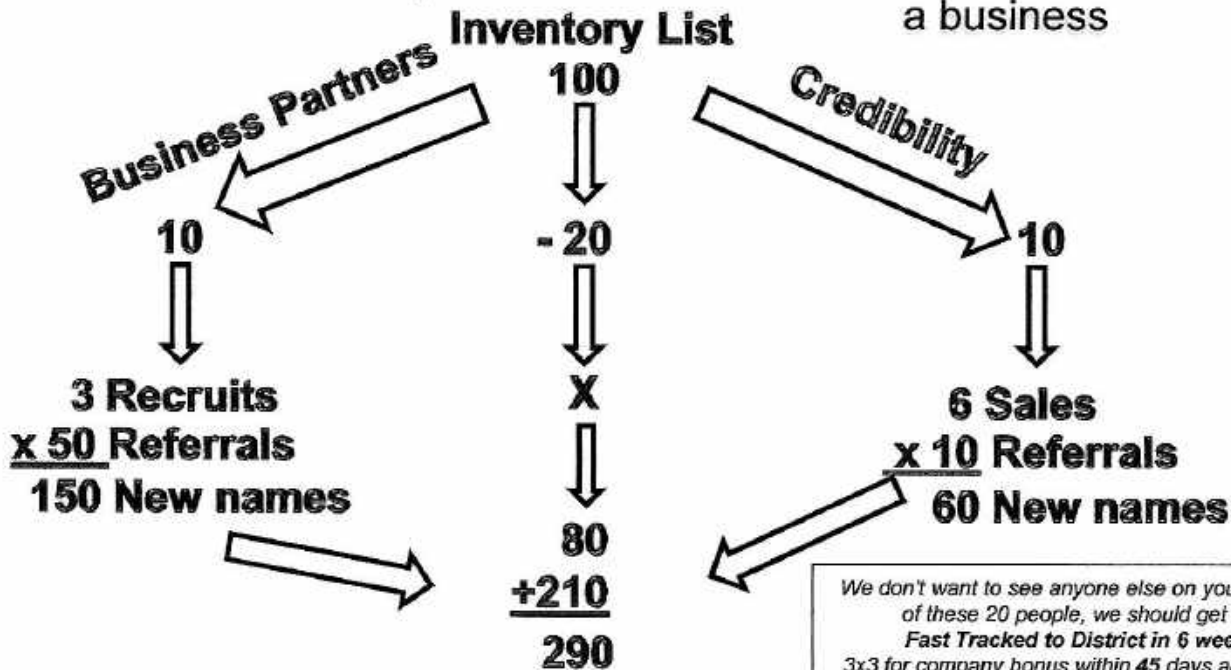 a business
Inventory List
100
Business Partners
Credibility
10
- 20
10
3 Recruits
x 50 Referrals
150 New names
X
6 Sales
x 10 Referrals
60 New names
80
+210
290
We don't want to see anyone else on
of these 20 people, we should get
Fast Tracked to District in 6
3x3 for company bonus within 45 days